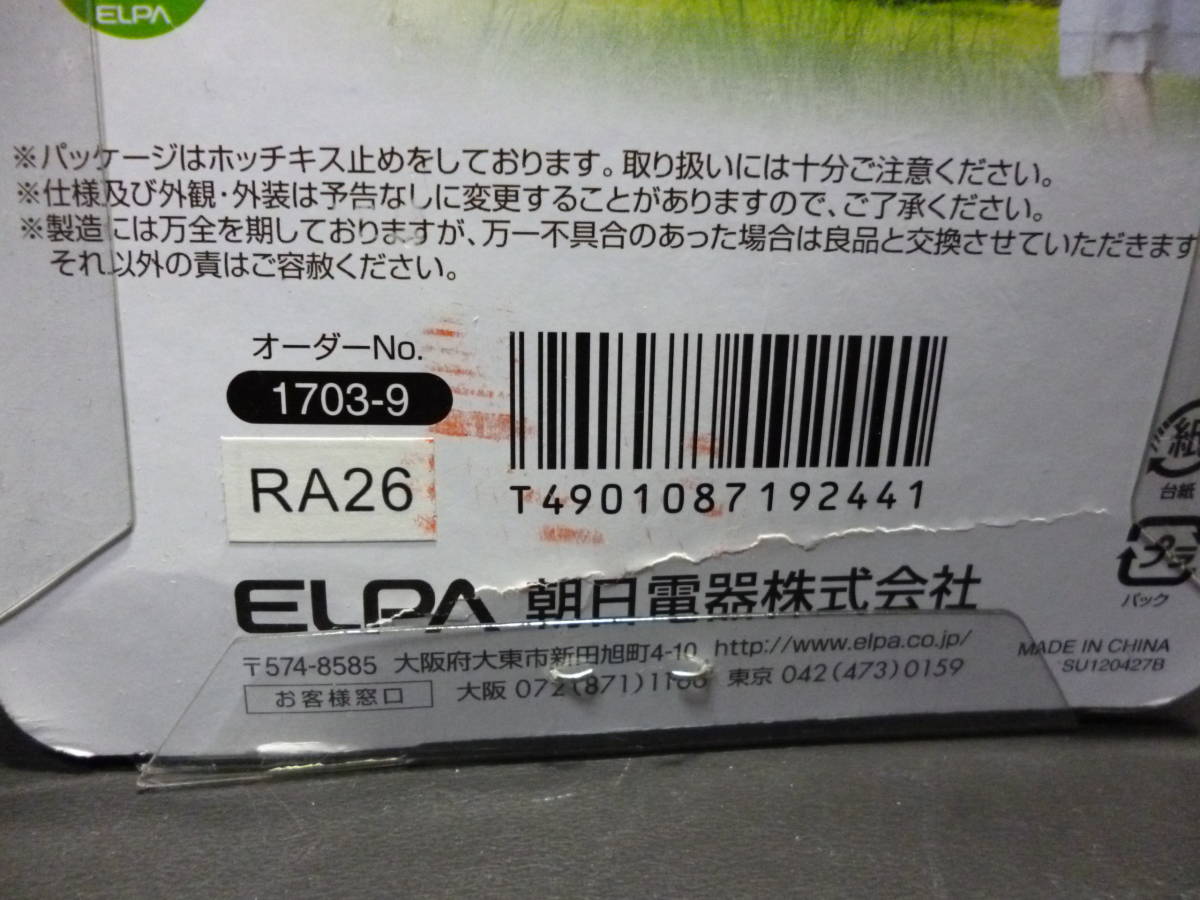 ELPA
※パッケージはホッチキス止めをしております。取り扱いには十分ご注意ください。
※仕様及び外観・外装は予告なしに変更することがありますので、ご了承ください。
※製造には万全を期しておりますが、万一不具合のあった場合は良品と交換させていただきます
それ以外の責はご容赦ください。
オーダーNo.
1703-9
RA26
T4901087192441
紙
台紙
プラ
パック
ELPA 朝日電器株式会社
〒574-8585 大阪府大東市新田旭町4-10 http://www.elpa.co.jp/
お客様窓口 大阪 072(871)1166 東京 042(473)0159
MADE IN CHINA
SU120427B